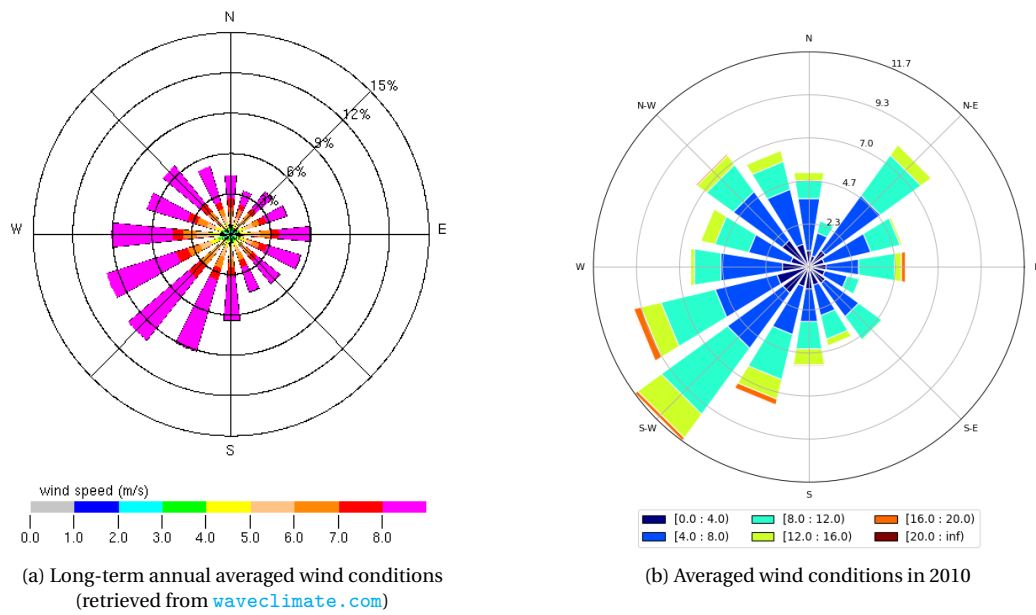 N
15%
12%
9%
6%
3%
W
E
S
wind speed (m/s)
0.0 1.0 2.0 3.0 4.0 5.0 6.0 7.0 8.0
(a) Long-term annual averaged wind conditions
(retrieved from waveclimate.com)
N
11.7
9.3
N-W
N-E
7.0
4.7
2.3
W
S-W
S-E
S
[0.0 : 4.0) [8.0 : 12.0) [16.0 : 20.0)
[4.0 : 8.0) [12.0 : 16.0) [20.0 : inf)
(b) Averaged wind conditions in 2010